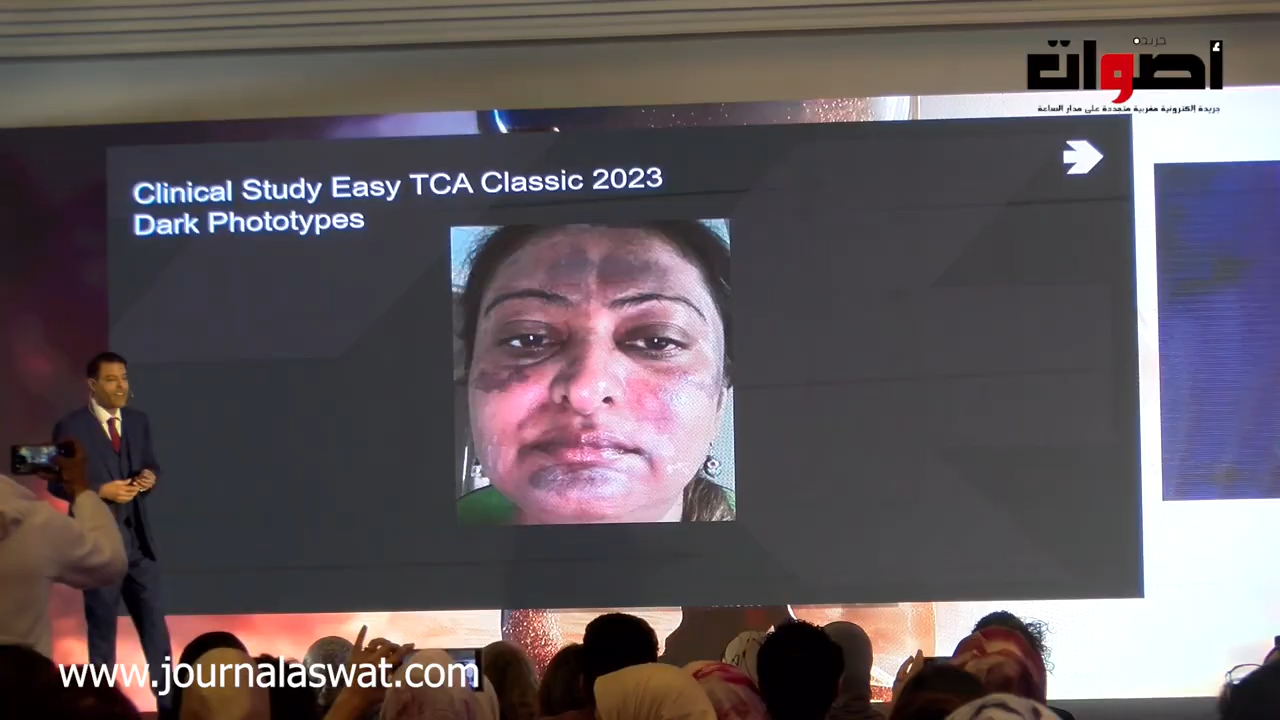 جريدة
أصوات
جريدة إلكترونية مغربية متجددة على مدار الساعة
Clinical Study Easy TCA Classic 2023
Dark Phototypes
www.journalaswat.com